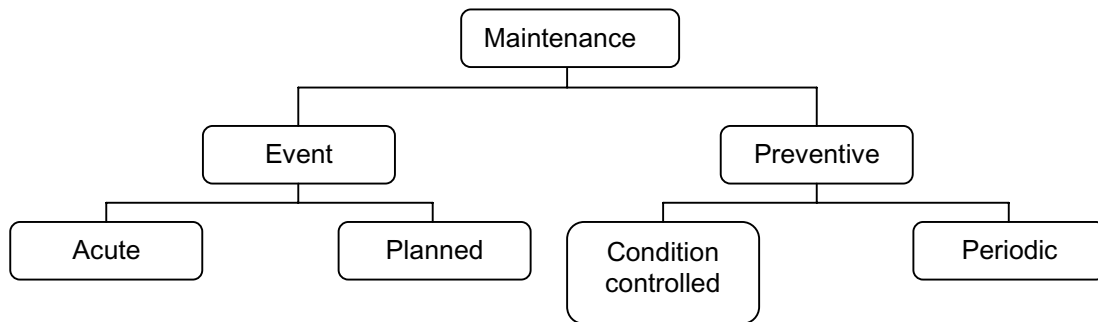 Maintenance
Event
Preventive
Acute
Planned
Condition
controlled
Periodic